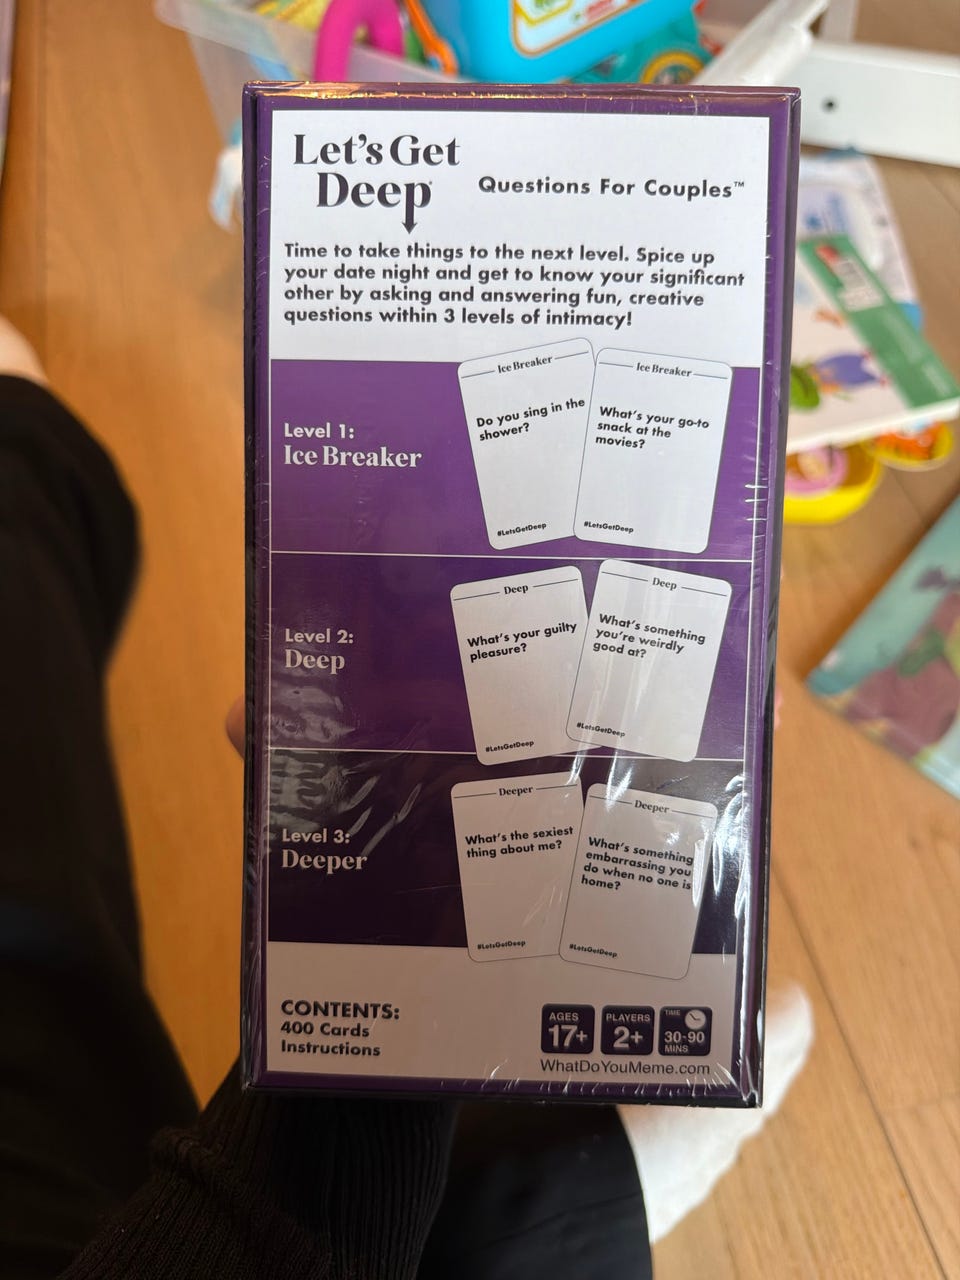 Let's Get
Deep
Questions For Couples™
Time to take things to the next level. Spice up
your date night and get to know your significant
other by asking and answering fun, creative
questions within 3 levels of intimacy!
Level 1:
Ice Breaker
Ice Breaker
Do you sing in the
shower?
#LetsGetDeep
Ice Breaker
What's your go-to
snack at the
movies?
#LetsGetDeep
Level 2:
Deep
Deep
What's your guilty
pleasure?
#LetsGetDeep
Deep
What's something
you're weirdly
good at?
#LetsGetDeep
Level 3:
Deeper
Deeper
What's the sexiest
thing about me?
#LetsGetDeep
Deeper
What's something
embarrassing you
do when no one is
home?
#LetsGetDeep
CONTENTS:
400 Cards
Instructions
AGES
17+
PLAYERS
2+
TIME
30-90
MINS
WhatDoYouMeme.com